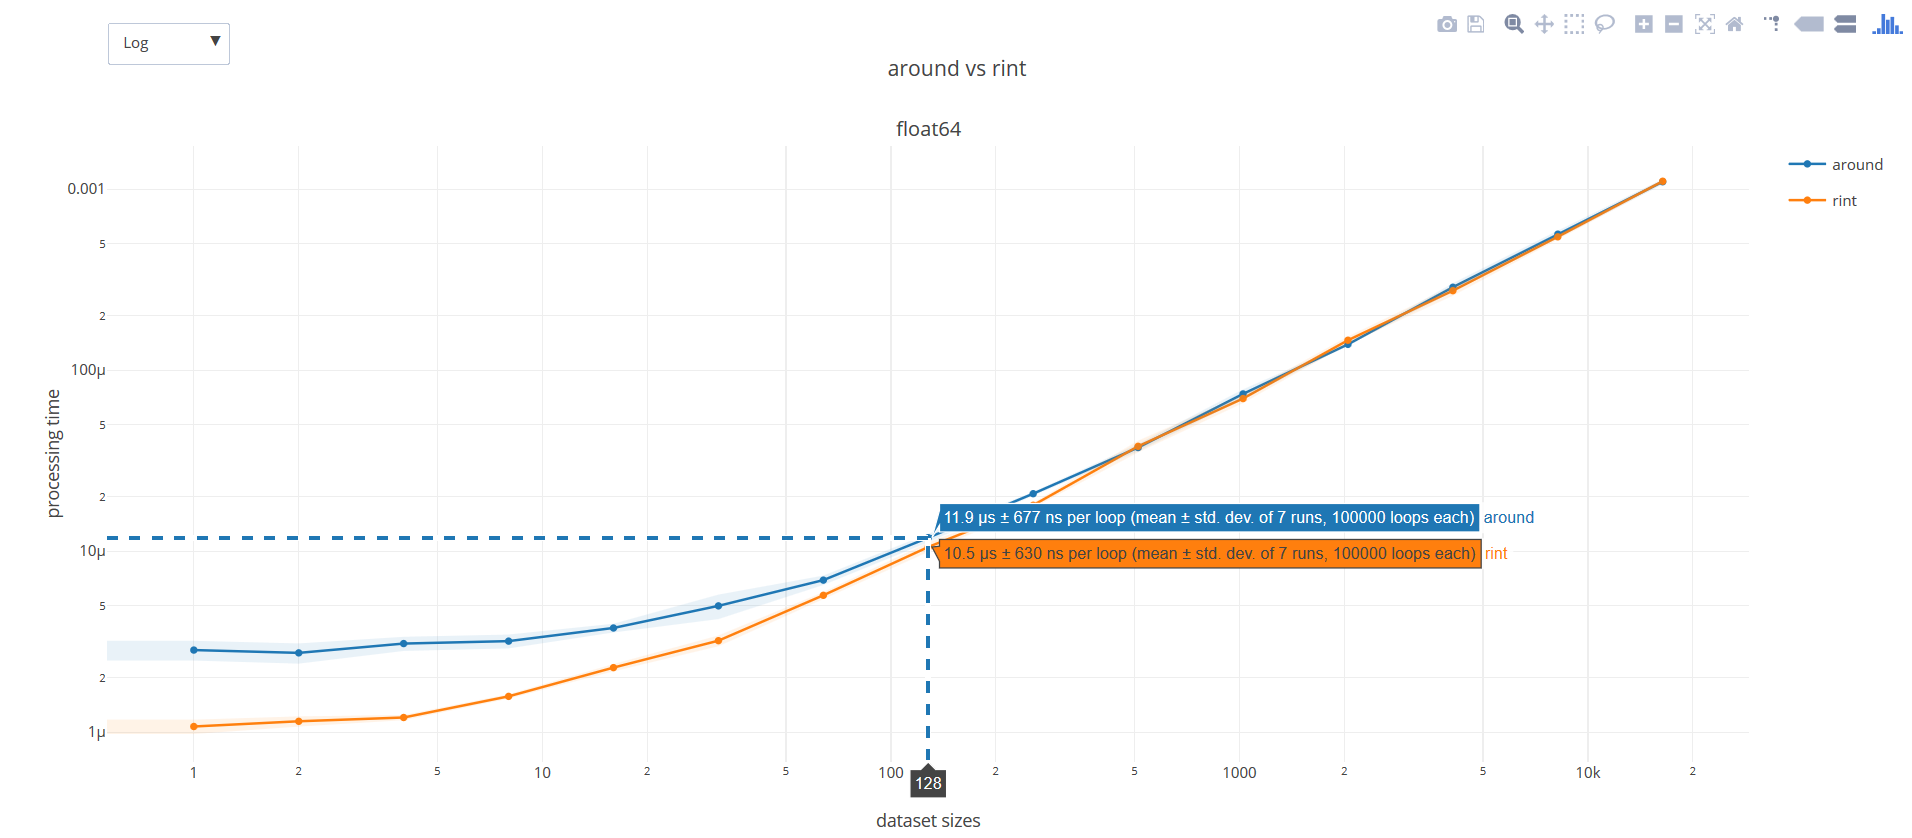 Log ▼
around vs rint
float64
around
rint
0.001
5
2
100µ
5
2
10µ
5
2
1µ
processing time
11.9 µs ± 677 ns per loop (mean ± std. dev. of 7 runs, 100000 loops each) around
10.5 µs ± 630 ns per loop (mean ± std. dev. of 7 runs, 100000 loops each) rint
1 2 5 10 2 5 100 2 5 1000 2 5 10k 2
128
dataset sizes